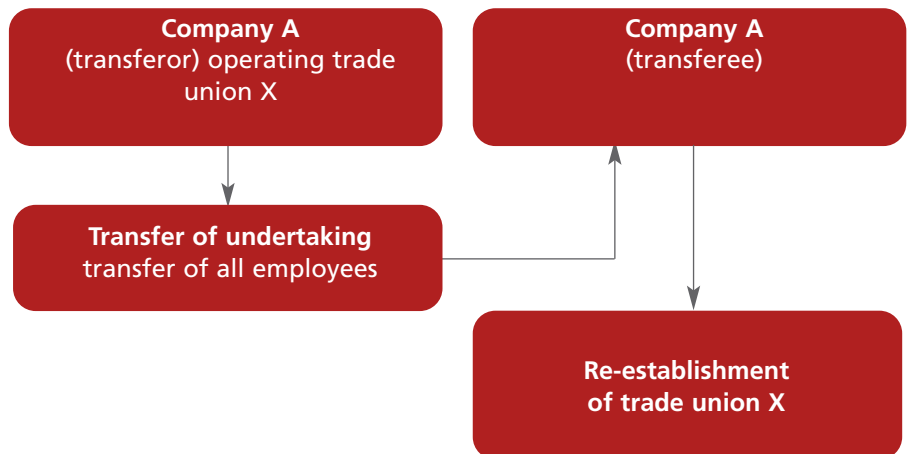 Company A
(transferor) operating trade
union X
Company A
(transferee)
Transfer of undertaking
transfer of all employees
Re-establishment
of trade union X